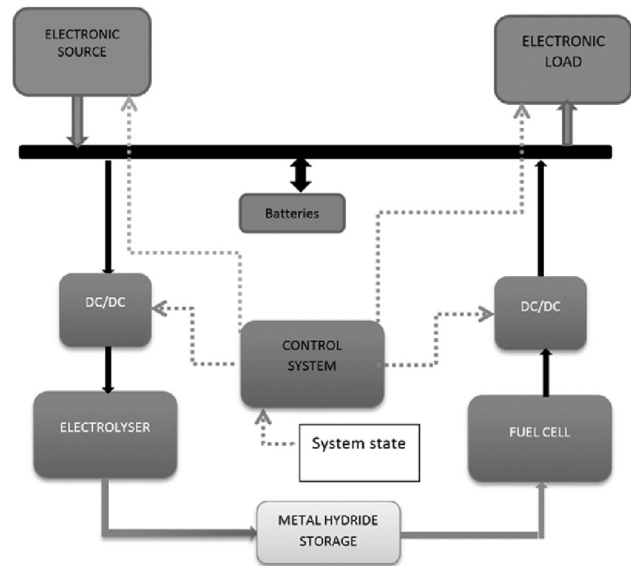 ELECTRONIC
SOURCE
ELECTRONIC
LOAD
Batteries
DC/DC
DC/DC
CONTROL
SYSTEM
ELECTROLYSER
System state
FUEL CELL
METAL HYDRIDE
STORAGE